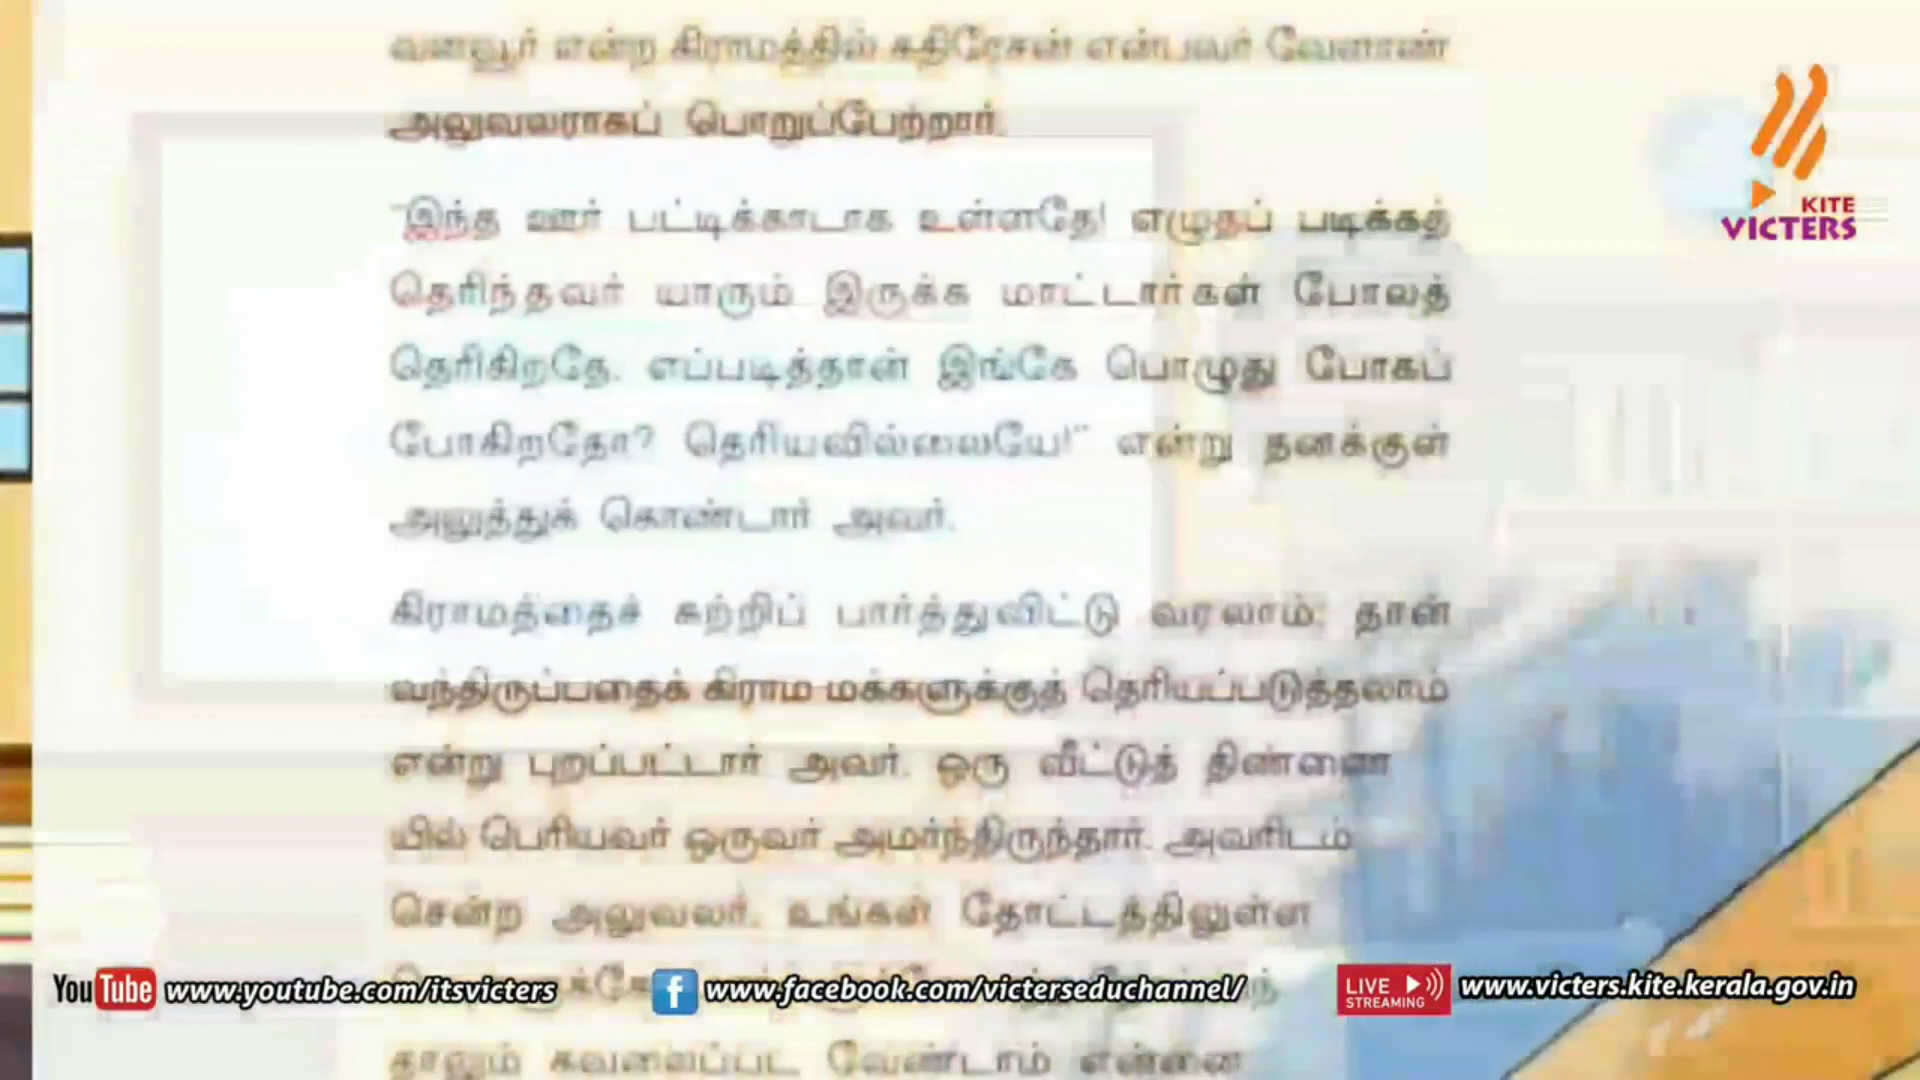 வளலூர் என்ற கிராமத்தில் கதிரேசன் என்பவர் வேளாண்
அலுவலராகப் பொறுப்பேற்றார்.
"இந்த ஊர் பட்டிக்காடாக உள்ளதே! எழுதப் படிக்கத்
தெரிந்தவர் யாரும் இருக்க மாட்டார்கள் போலத்
தெரிகிறதே. எப்படித்தான் இங்கே பொழுது போகப்
போகிறதோ? தெரியவில்லையே!" என்று தனக்குள்
அலுத்துக் கொண்டார் அவர்.
கிராமத்தைச் சுற்றிப் பார்த்துவிட்டு வரலாம்; தான்
வந்திருப்பதைக் கிராம மக்களுக்குத் தெரியப்படுத்தலாம்
என்று புறப்பட்டார் அவர். ஒரு வீட்டுத் திண்ணை
யில் பெரியவர் ஒருவர் அமர்ந்திருந்தார். அவரிடம்
சென்ற அலுவலர், உங்கள் தோட்டத்திலுள்ள
தாலும் கவலைப்பட வேண்டாம் என்னை
KITE
VICTERS
YouTube www.youtube.com/itsvicters
f www.facebook.com/victerseduchannel/
LIVE STREAMING www.victers.kite.kerala.gov.in